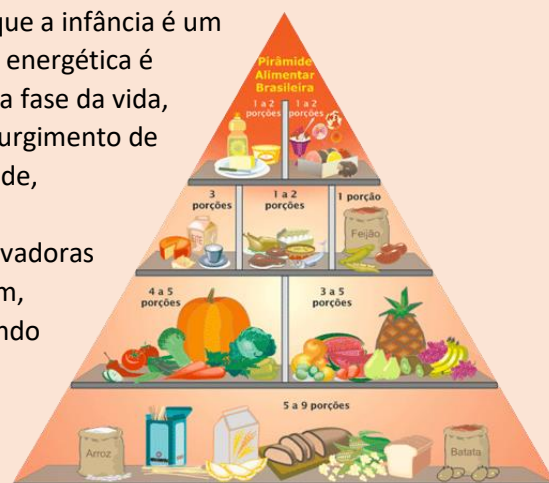 que a infância é um
energética é
a fase da vida,
urgimento de
de,
vadoras
m,
ndo
Pirâmide
Alimentar
Brasileira
1 a 2
porções
1 a 2
porções
3
porções
1 a 2
porções
1 porção
Feijão
4 a 5
porções
3 a 5
porções
5 a 9 porções
Arroz
Batata